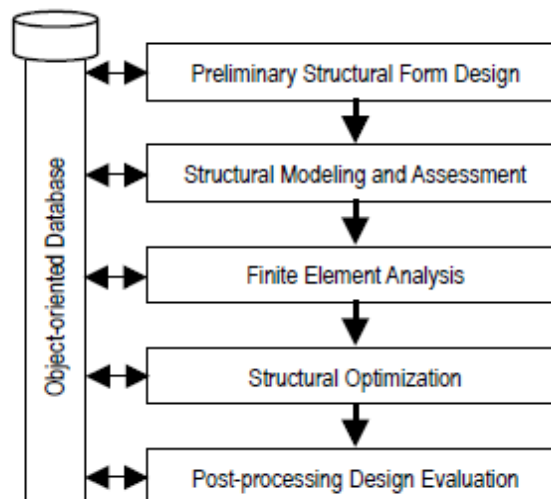 Object-oriented Database
Preliminary Structural Form Design
Structural Modeling and Assessment
Finite Element Analysis
Structural Optimization
Post-processing Design Evaluation